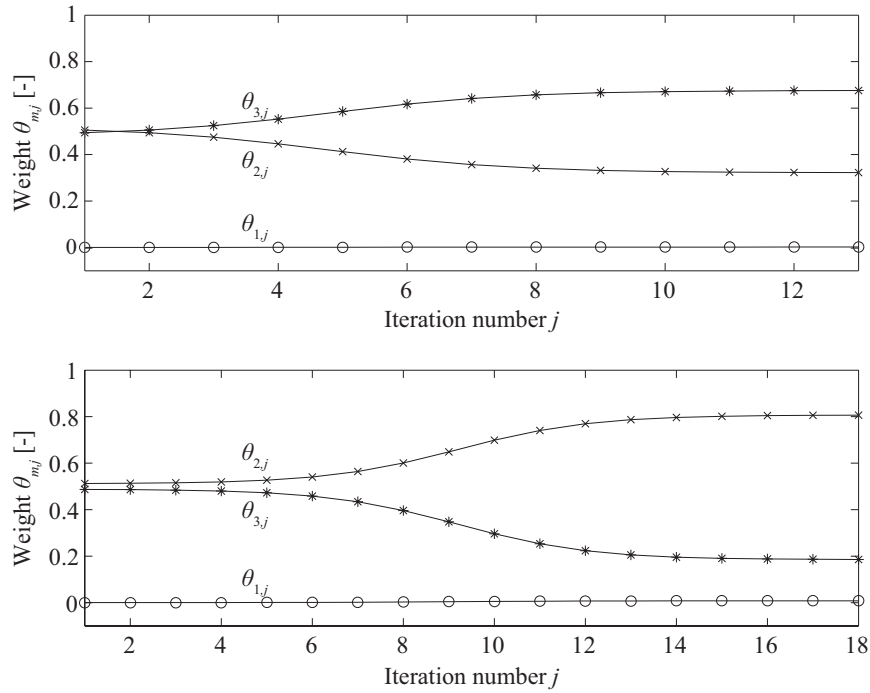 1
0.8
0.6
0.4
0.2
0
Weight θm,j [-]
θ3,j
θ2,j
θ1,j
2 4 6 8 10 12
Iteration number j
1
0.8
0.6
0.4
0.2
0
Weight θm,j [-]
θ2,j
θ3,j
θ1,j
2 4 6 8 10 12 14 16 18
Iteration number j